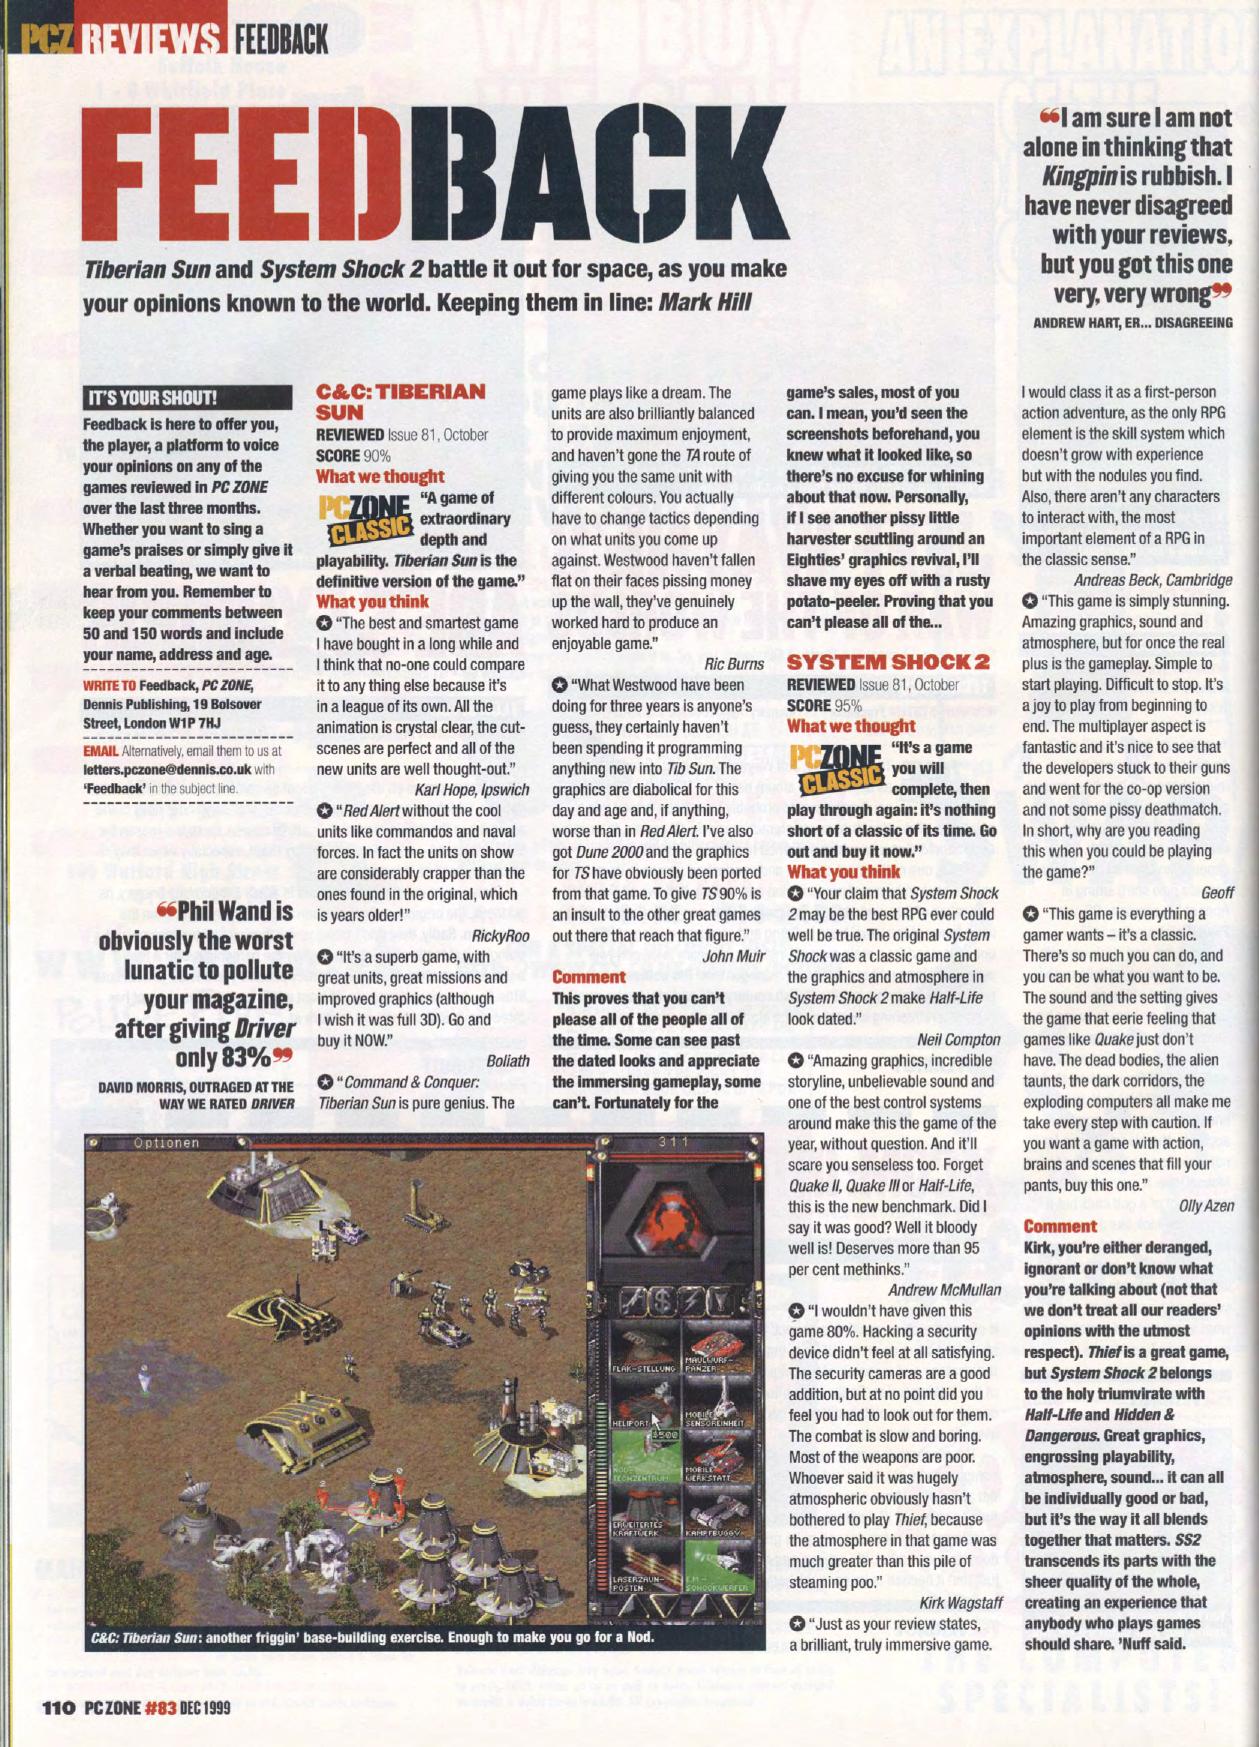 PCZ REVIEWS FEEDBACK
FEEDBACK
Tiberian Sun and System Shock 2 battle it out for space, as you make
your opinions known to the world. Keeping them in line: Mark Hill
“I am sure I am not
alone in thinking that
Kingpin is rubbish. I
have never disagreed
with your reviews,
but you got this one
very, very wrong”
ANDREW HART, ER... DISAGREEING
IT'S YOUR SHOUT!
Feedback is here to offer you,
the player, a platform to voice
your opinions on any of the
games reviewed in PC ZONE
over the last three months.
Whether you want to sing a
game's praises or simply give it
a verbal beating, we want to
hear from you. Remember to
keep your comments between
50 and 150 words and include
your name, address and age.
WRITE TO Feedback, PC ZONE,
Dennis Publishing, 19 Bolsover
Street, London W1P 7HJ
EMAIL Alternatively, email them to us at
letters.pczone@dennis.co.uk with
'Feedback' in the subject line.
“Phil Wand is
obviously the worst
lunatic to pollute
your magazine,
after giving Driver
only 83%”
DAVID MORRIS, OUTRAGED AT THE
WAY WE RATED DRIVER
C&C: TIBERIAN
SUN
REVIEWED Issue 81, October
SCORE 90%
What we thought
PC ZONE
CLASSIC
“A game of
extraordinary
depth and
playability. Tiberian Sun is the
definitive version of the game.”
What you think
“The best and smartest game
I have bought in a long while and
I think that no-one could compare
it to any thing else because it's
in a league of its own. All the
animation is crystal clear, the cut-
scenes are perfect and all of the
new units are well thought-out.”
Karl Hope, Ipswich
“Red Alert without the cool
units like commandos and naval
forces. In fact the units on show
are considerably crapper than the
ones found in the original, which
is years older!”
RickyRoo
“It's a superb game, with
great units, great missions and
improved graphics (although
I wish it was full 3D). Go and
buy it NOW.”
Boliath
“Command & Conquer:
Tiberian Sun is pure genius. The
game plays like a dream. The
units are also brilliantly balanced
to provide maximum enjoyment,
and haven't gone the TA route of
giving you the same unit with
different colours. You actually
have to change tactics depending
on what units you come up
against. Westwood haven't fallen
flat on their faces pissing money
up the wall, they've genuinely
worked hard to produce an
enjoyable game.”
Ric Burns
“What Westwood have been
doing for three years is anyone's
guess, they certainly haven't
been spending it programming
anything new into Tib Sun. The
graphics are diabolical for this
day and age and, if anything,
worse than in Red Alert. I've also
got Dune 2000 and the graphics
for TS have obviously been ported
from that game. To give TS 90% is
an insult to the other great games
out there that reach that figure.”
John Muir
Comment
This proves that you can't
please all of the people all of
the time. Some can see past
the dated looks and appreciate
the immersing gameplay, some
can't. Fortunately for the
game's sales, most of you
can. I mean, you'd seen the
screenshots beforehand, you
knew what it looked like, so
there's no excuse for whining
about that now. Personally,
if I see another pissy little
harvester scuttling around an
Eighties' graphics revival, I'll
shave my eyes off with a rusty
potato-peeler. Proving that you
can't please all of the...
SYSTEM SHOCK 2
REVIEWED Issue 81, October
SCORE 95%
What we thought
PC ZONE
CLASSIC
“It's a game
you will
complete, then
play through again: it's nothing
short of a classic of its time. Go
out and buy it now.”
What you think
“Your claim that System Shock
2 may be the best RPG ever could
well be true. The original System
Shock was a classic game and
the graphics and atmosphere in
System Shock 2 make Half-Life
look dated.”
Neil Compton
“Amazing graphics, incredible
storyline, unbelievable sound and
one of the best control systems
around make this the game of the
year, without question. And it'll
scare you senseless too. Forget
Quake II, Quake III or Half-Life,
this is the new benchmark. Did I
say it was good? Well it bloody
well is! Deserves more than 95
per cent methinks.”
Andrew McMullan
“I wouldn't have given this
game 80%. Hacking a security
device didn't feel at all satisfying.
The security cameras are a good
addition, but at no point did you
feel you had to look out for them.
The combat is slow and boring.
Most of the weapons are poor.
Whoever said it was hugely
atmospheric obviously hasn't
bothered to play Thief, because
the atmosphere in that game was
much greater than this pile of
steaming poo.”
Kirk Wagstaff
“Just as your review states,
a brilliant, truly immersive game.
I would class it as a first-person
action adventure, as the only RPG
element is the skill system which
doesn't grow with experience
but with the nodules you find.
Also, there aren't any characters
to interact with, the most
important element of a RPG in
the classic sense.”
Andreas Beck, Cambridge
“This game is simply stunning.
Amazing graphics, sound and
atmosphere, but for once the real
plus is the gameplay. Simple to
start playing. Difficult to stop. It's
a joy to play from beginning to
end. The multiplayer aspect is
fantastic and it's nice to see that
the developers stuck to their guns
and went for the co-op version
and not some pissy deathmatch.
In short, why are you reading
this when you could be playing
the game?”
Geoff
“This game is everything a
gamer wants – it's a classic.
There's so much you can do, and
you can be what you want to be.
The sound and the setting gives
the game that eerie feeling that
games like Quake just don't
have. The dead bodies, the alien
taunts, the dark corridors, the
exploding computers all make me
take every step with caution. If
you want a game with action,
brains and scenes that fill your
pants, buy this one.”
Olly Azen
Comment
Kirk, you're either deranged,
ignorant or don't know what
you're talking about (not that
we don't treat all our readers'
opinions with the utmost
respect). Thief is a great game,
but System Shock 2 belongs
to the holy triumvirate with
Half-Life and Hidden &
Dangerous. Great graphics,
engrossing playability,
atmosphere, sound... it can all
be individually good or bad,
but it's the way it all blends
together that matters. SS2
transcends its parts with the
sheer quality of the whole,
creating an experience that
anybody who plays games
should share. 'Nuff said.
Optionen
311
FLAK-STELLUNG
MAULWURF-
PANZER
HELIPORT
MOBILE
SENSOREINHEIT
$500
NOD-
TECHZENTRUM
MOBILE
WERKSTATT
ERWEITERTES
KRAFTWERK
KAMPFBUGGY
LASERZAUN-
POSTEN
E.M.-
SCHOCKWERFER
C&C: Tiberian Sun: another friggin' base-building exercise. Enough to make you go for a Nod.
110 PC ZONE #83 DEC 1999